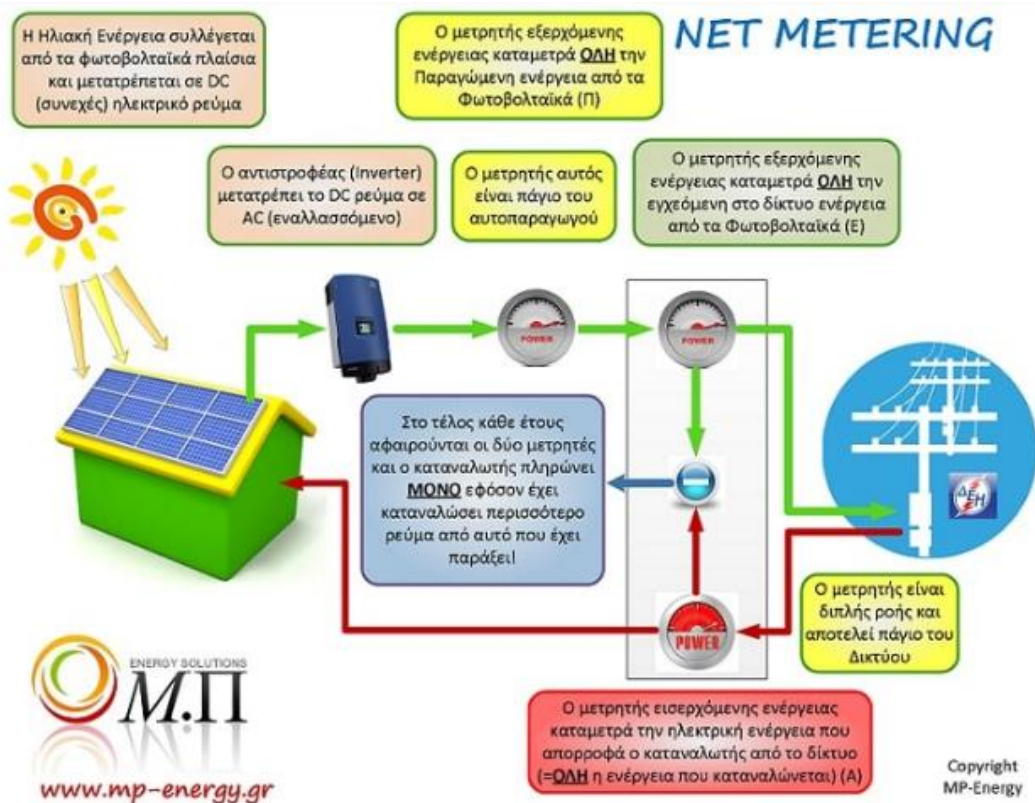 NET METERING
Η Ηλιακή Ενέργεια συλλέγεται
από τα φωτοβολταϊκά πλαίσια
και μετατρέπεται σε DC
(συνεχές) ηλεκτρικό ρεύμα
Ο μετρητής εξερχόμενης
ενέργειας καταμετρά ΟΛΗ την
Παραγώμενη ενέργεια από τα
Φωτοβολταϊκά (Π)
Ο αντιστροφέας (Inverter)
μετατρέπει το DC ρεύμα σε
AC (εναλλασσόμενο)
Ο μετρητής αυτός
είναι πάγιο του
αυτοπαραγωγού
Ο μετρητής εξερχόμενης
ενέργειας καταμετρά ΟΛΗ την
εγχεόμενη στο δίκτυο ενέργεια
από τα Φωτοβολταϊκά (Ε)
POWER
POWER
Στο τέλος κάθε έτους
αφαιρούνται οι δύο μετρητές
και ο καταναλωτής πληρώνει
ΜΟΝΟ εφόσον έχει
καταναλώσει περισσότερο
ρεύμα από αυτό που έχει
παράξει!
ΔΕΗ
POWER
Ο μετρητής είναι
διπλής ροής και
αποτελεί πάγιο του
Δικτύσου
ENERGY SOLUTIONS
Μ.Π
www.mp-energy.gr
Ο μετρητής εισερχόμενης ενέργειας
καταμετρά την ηλεκτρική ενέργεια που
απορροφά ο καταναλωτής από το δίκτυο
(=ΟΛΗ η ενέργεια που καταναλώνεται) (Α)
Copyright
MP-Energy